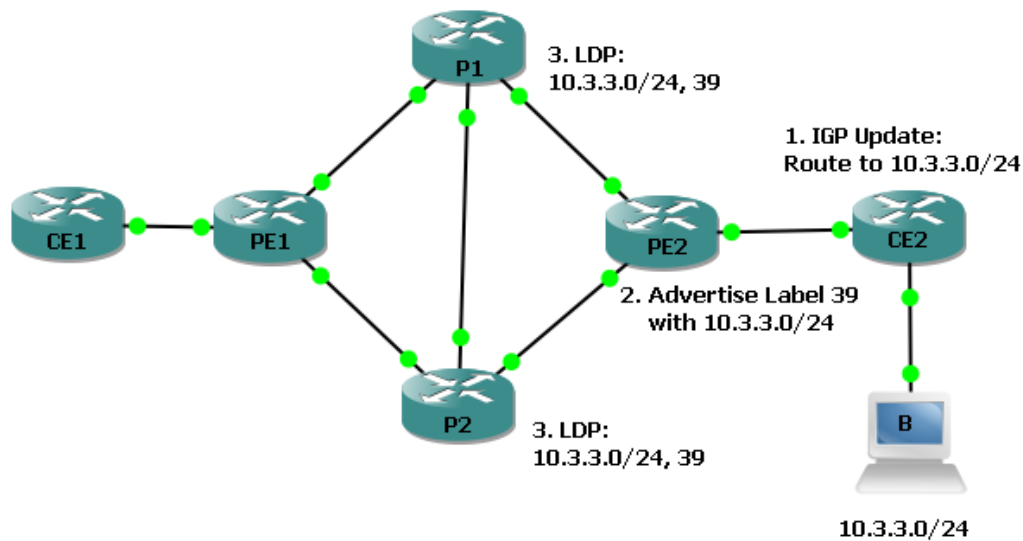 P1
3. LDP:
10.3.3.0/24, 39
1. IGP Update:
Route to 10.3.3.0/24
CE1
PE1
PE2
CE2
2. Advertise Label 39
with 10.3.3.0/24
P2
3. LDP:
10.3.3.0/24, 39
B
10.3.3.0/24